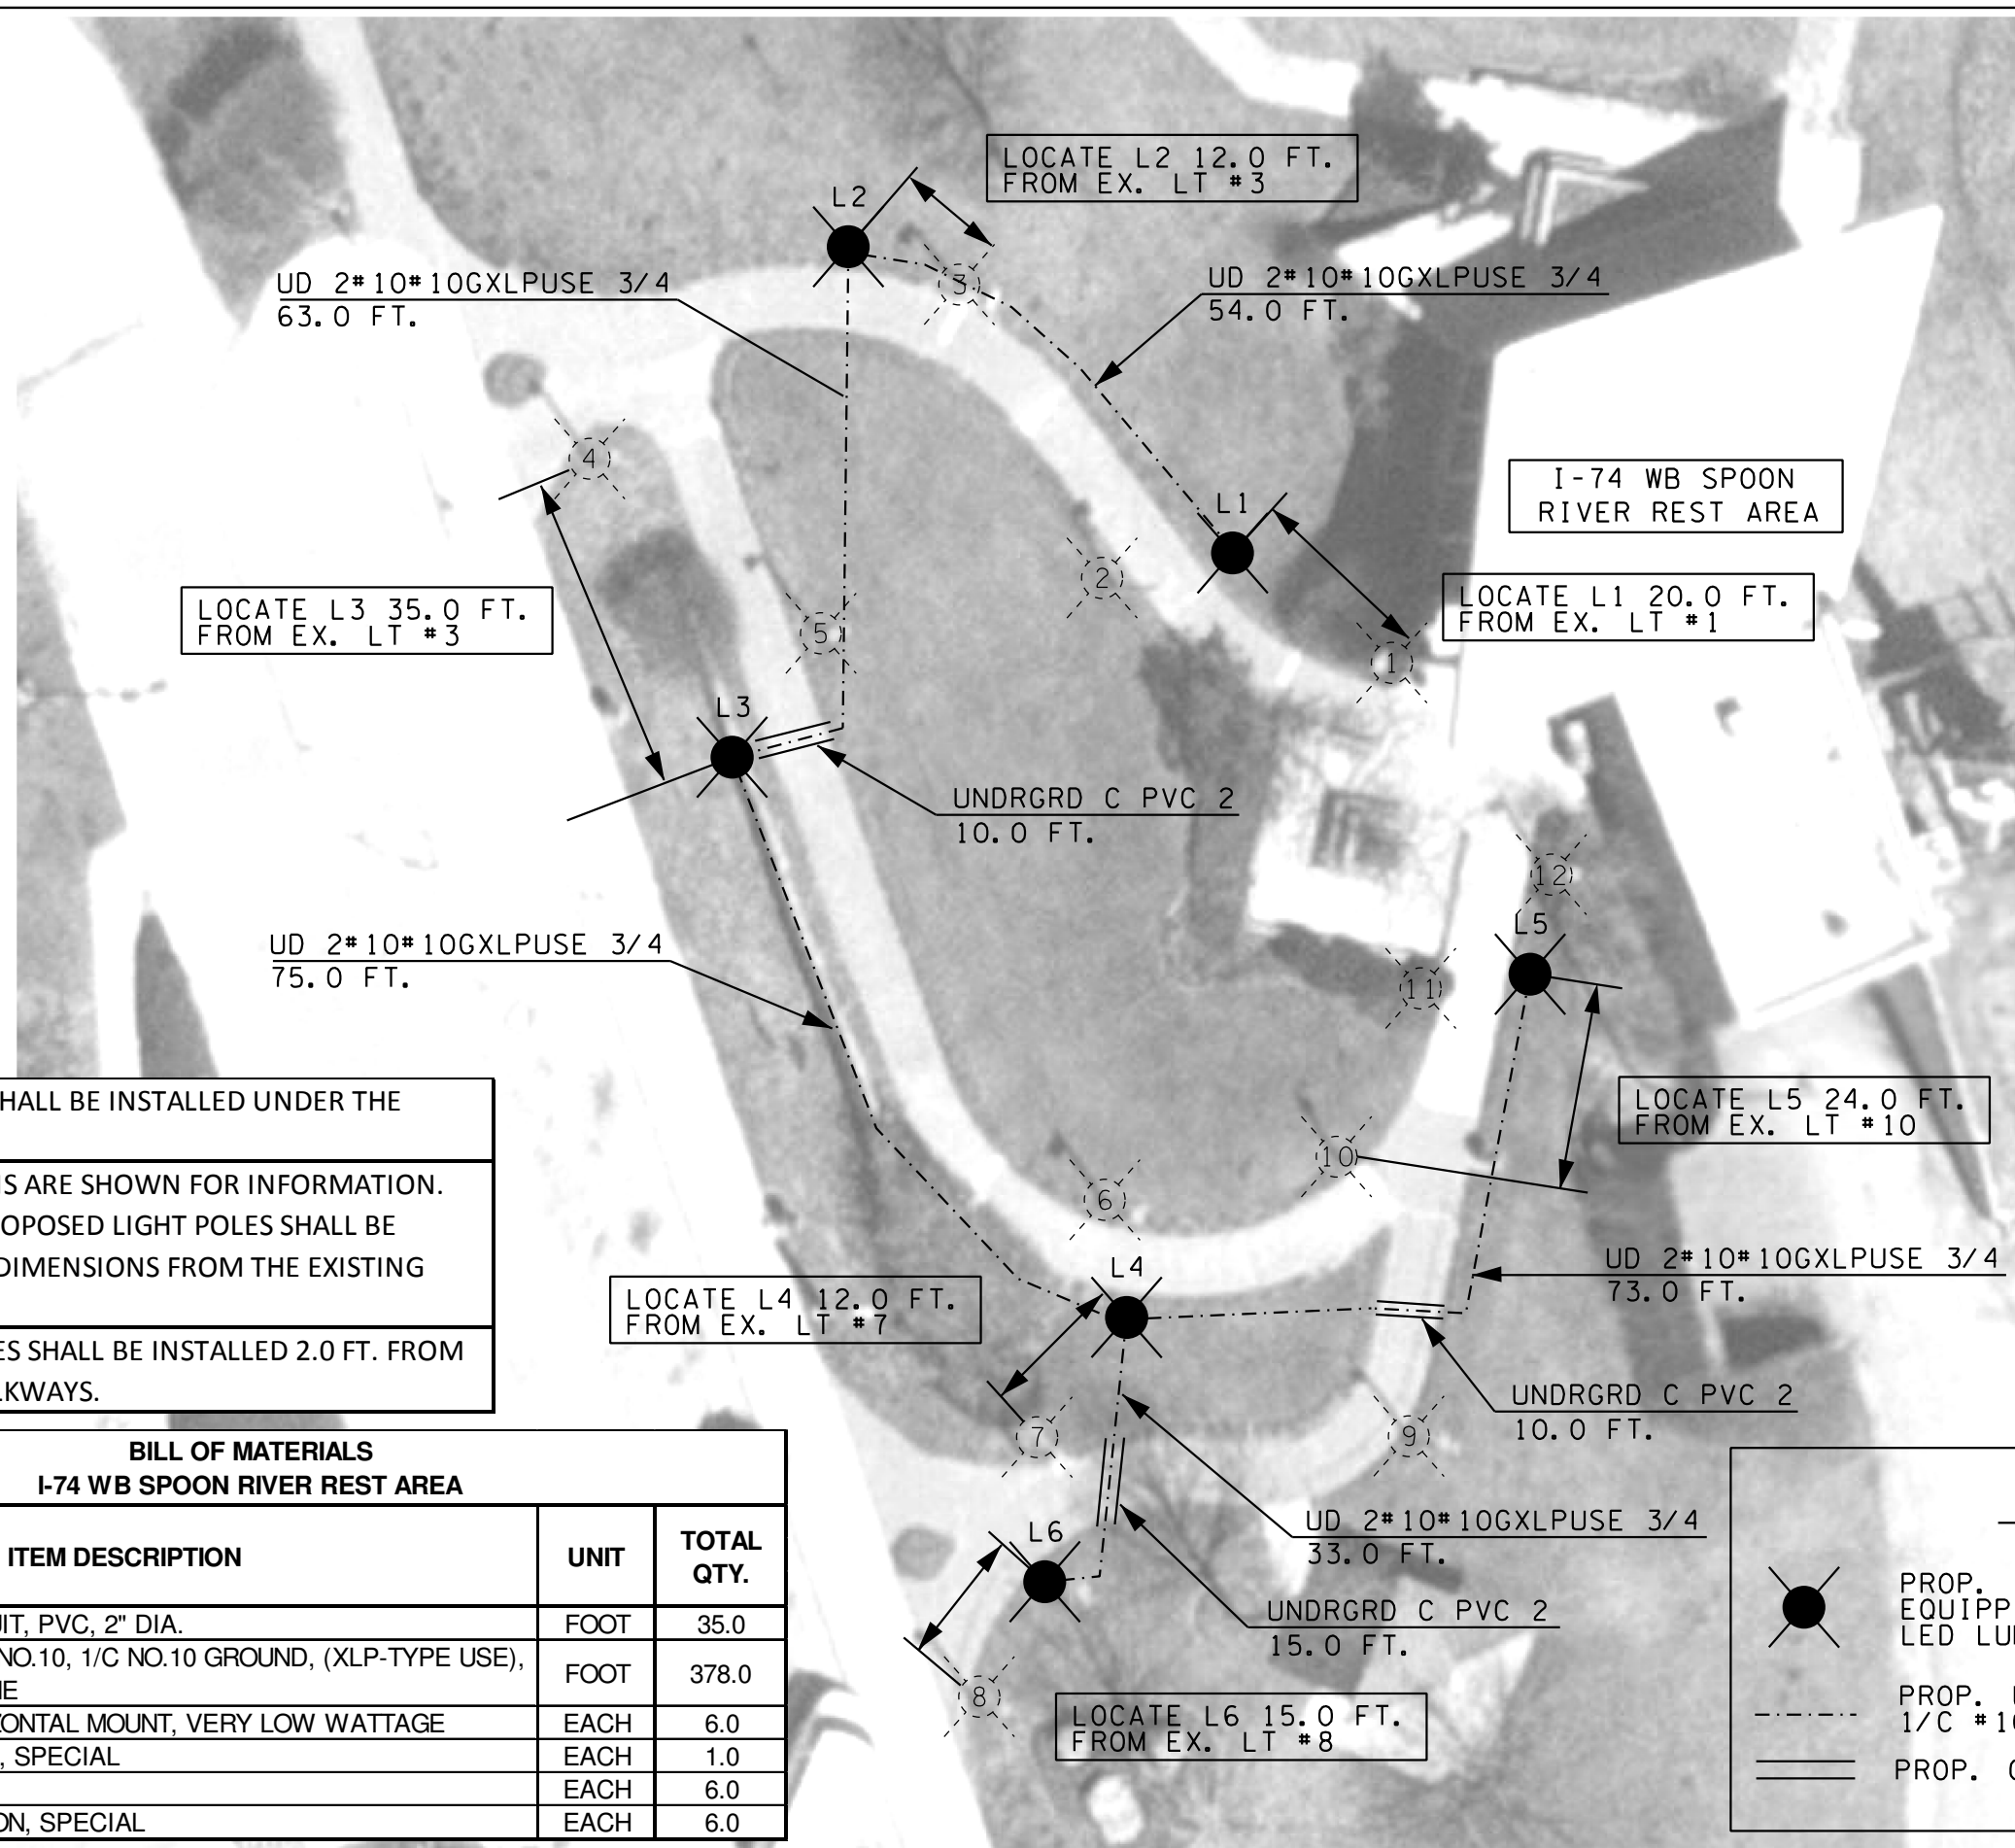 LOCATE L2 12.0 FT.
FROM EX. LT #3
L2
3
UD 2#10#10GXLPUSE 3/4
63.0 FT.
UD 2#10#10GXLPUSE 3/4
54.0 FT.
4
I-74 WB SPOON
RIVER REST AREA
L1
2
LOCATE L3 35.0 FT.
FROM EX. LT #3
5
LOCATE L1 20.0 FT.
FROM EX. LT #1
1
L3
UNDRGRD C PVC 2
10.0 FT.
12
L5
UD 2#10#10GXLPUSE 3/4
75.0 FT.
11
LOCATE L5 24.0 FT.
FROM EX. LT #10
10
6
HALL BE INSTALLED UNDER THE
IS ARE SHOWN FOR INFORMATION.
OPOSED LIGHT POLES SHALL BE
DIMENSIONS FROM THE EXISTING
ES SHALL BE INSTALLED 2.0 FT. FROM
LKWAYS.
L4
LOCATE L4 12.0 FT.
FROM EX. LT #7
UD 2#10#10GXLPUSE 3/4
73.0 FT.
UNDRGRD C PVC 2
10.0 FT.
7
9
BILL OF MATERIALS
I-74 WB SPOON RIVER REST AREA
ITEM DESCRIPTION UNIT TOTAL QTY.
IT, PVC, 2" DIA. FOOT 35.0
NO.10, 1/C NO.10 GROUND, (XLP-TYPE USE),
IE FOOT 378.0
ONTAL MOUNT, VERY LOW WATTAGE EACH 6.0
, SPECIAL EACH 1.0
EACH 6.0
ON, SPECIAL EACH 6.0
L6
UD 2#10#10GXLPUSE 3/4
33.0 FT.
UNDRGRD C PVC 2
15.0 FT.
8
LOCATE L6 15.0 FT.
FROM EX. LT #8
PROP.
EQUIPP
LED LU
PROP.
1/C #1
PROP.